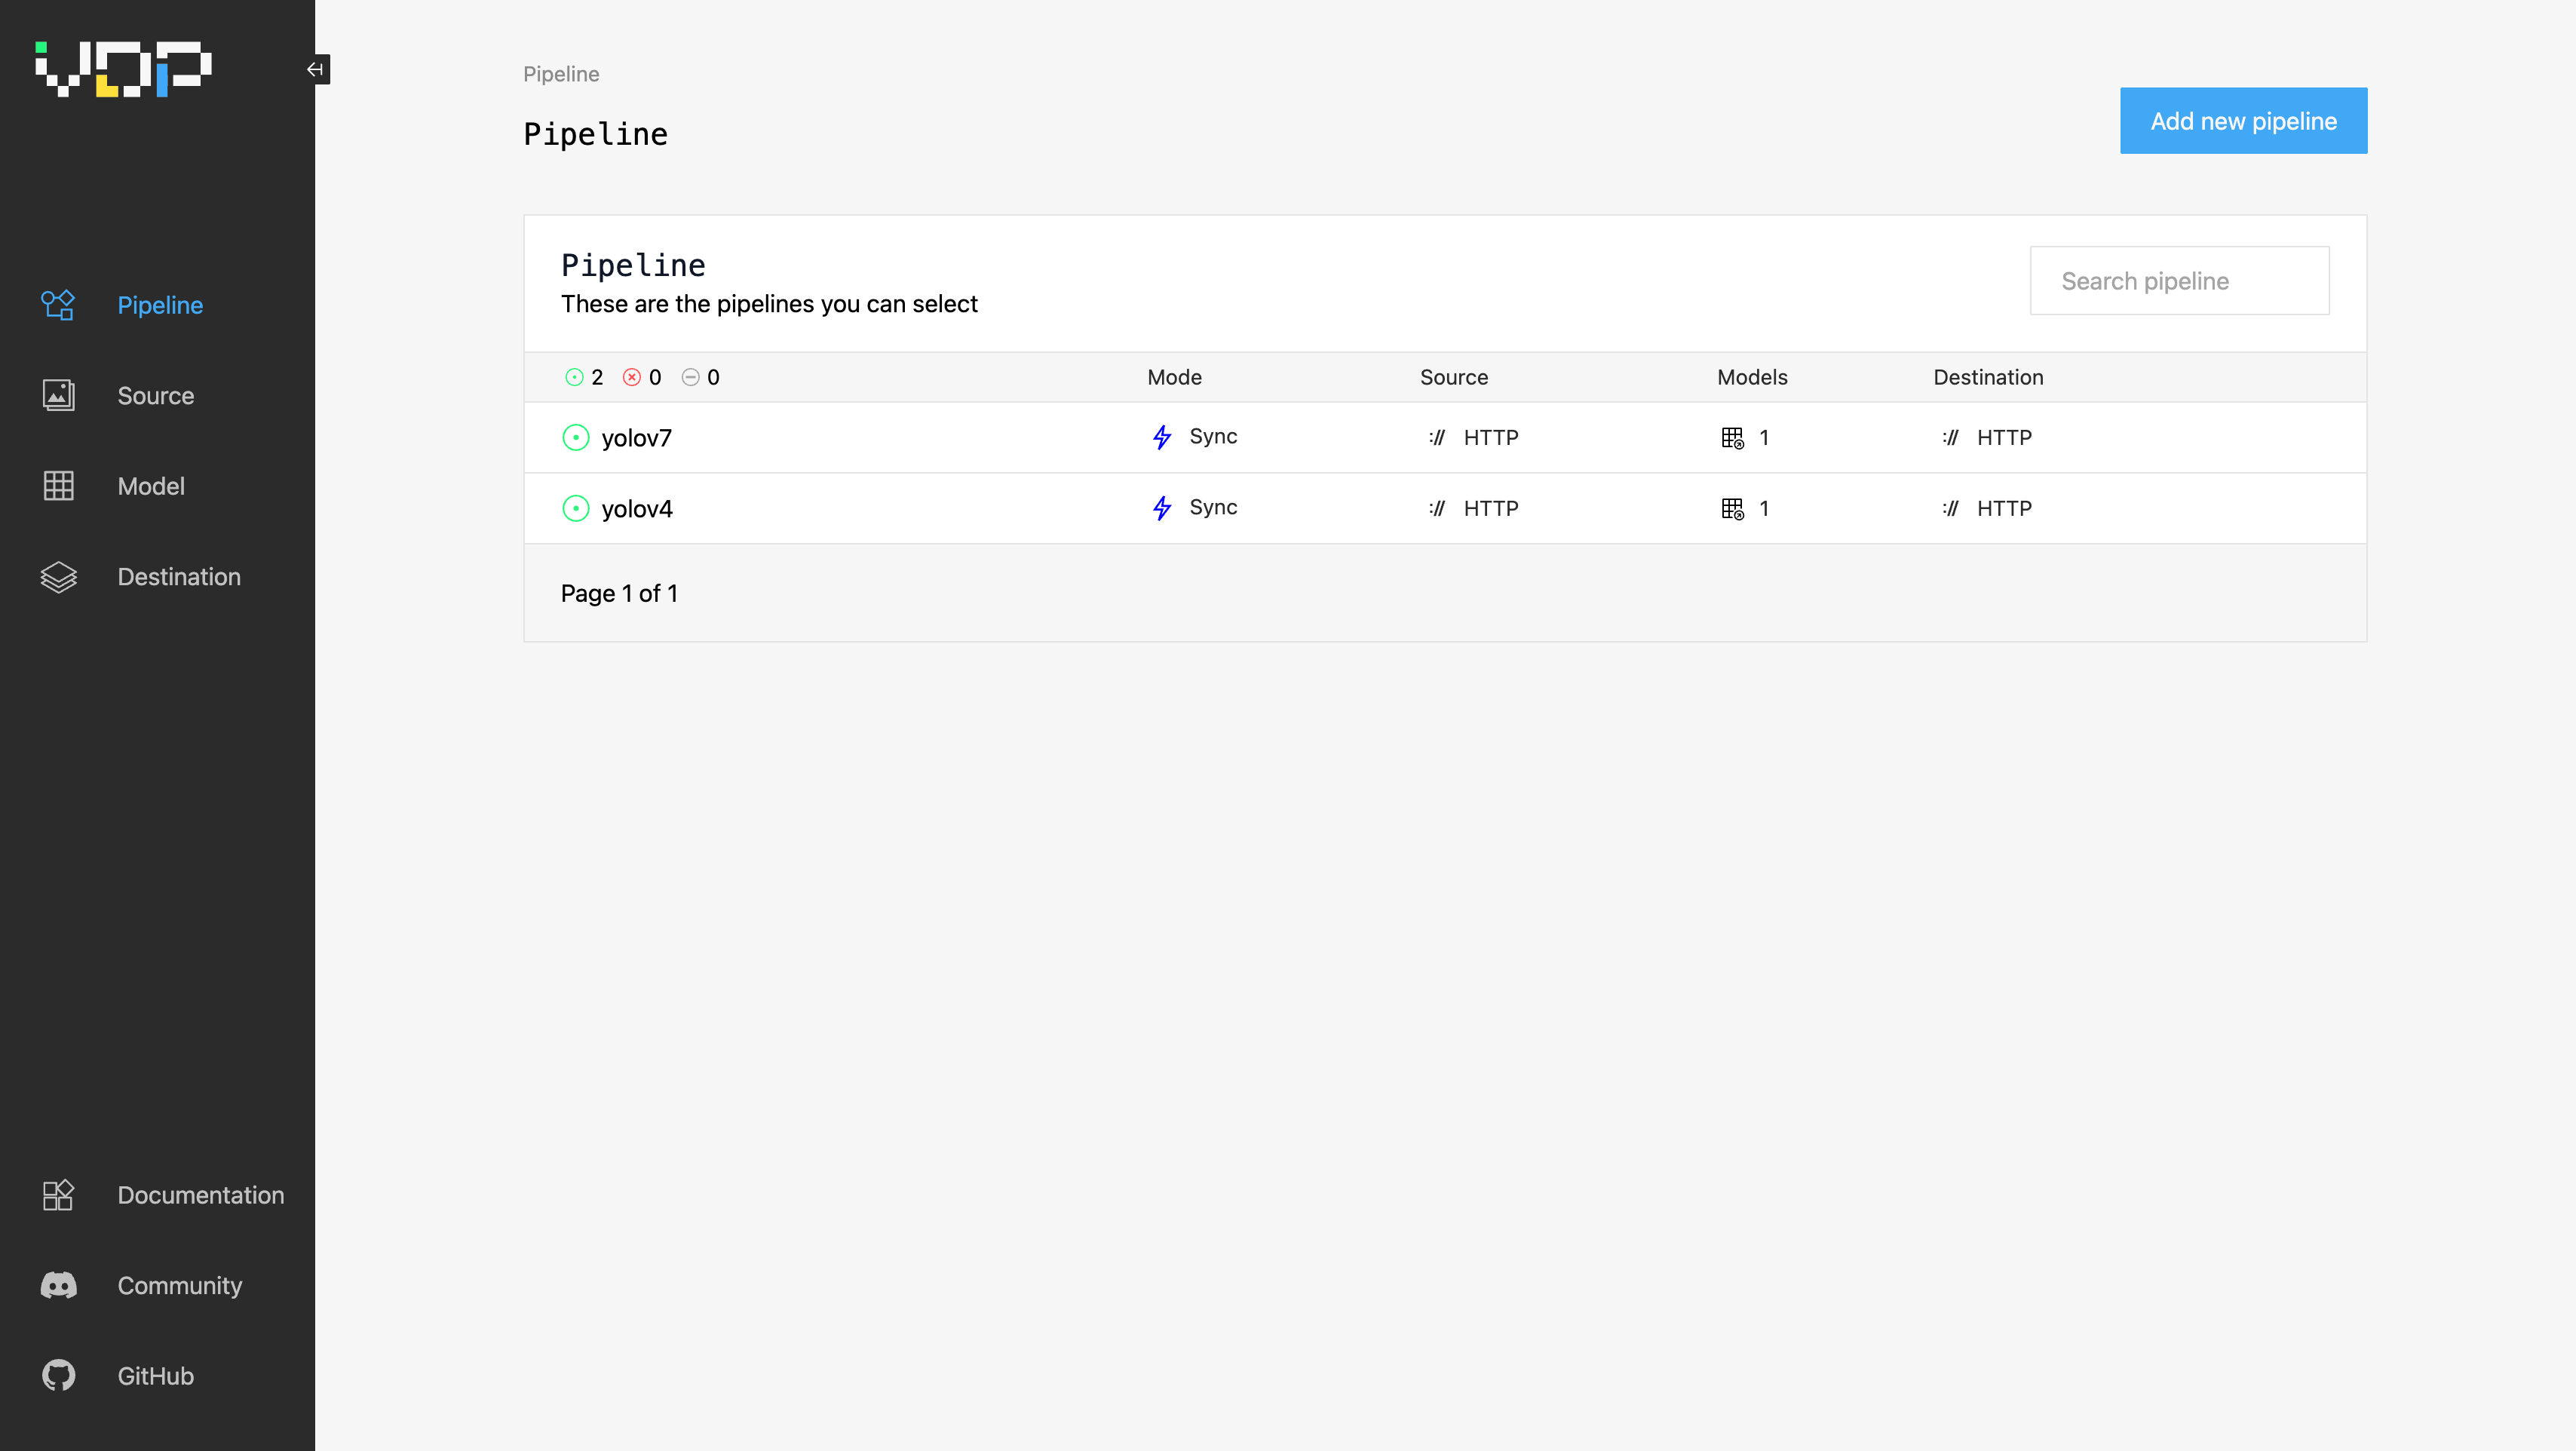 VDP
Pipeline
Source
Model
Destination
Documentation
Community
GitHub
Pipeline
Pipeline
Add new pipeline
Pipeline
These are the pipelines you can select
Search pipeline
2 0 0 Mode Source Models Destination
yolov7 Sync :// HTTP 1 :// HTTP
yolov4 Sync :// HTTP 1 :// HTTP
Page 1 of 1